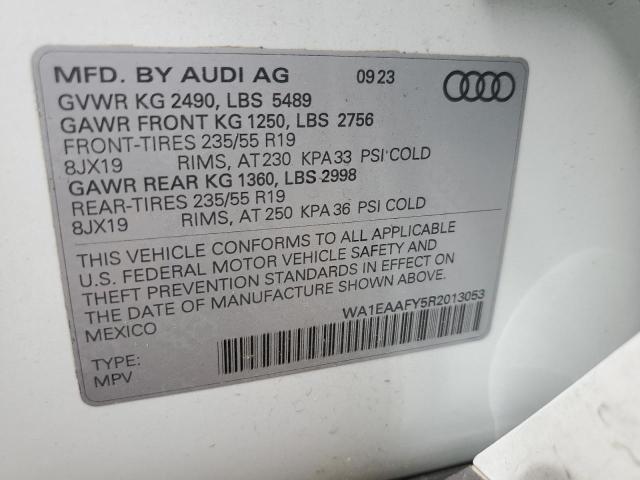 MFD. BY AUDI AG 09 23
GVWR KG 2490, LBS 5489
GAWR FRONT KG 1250, LBS 2756
FRONT-TIRES 235/55 R19
8JX19 RIMS, AT 230 KPA 33 PSI COLD
GAWR REAR KG 1360, LBS 2998
REAR-TIRES 235/55 R19
8JX19 RIMS, AT 250 KPA 36 PSI COLD
THIS VEHICLE CONFORMS TO ALL APPLICABLE
U.S. FEDERAL MOTOR VEHICLE SAFETY AND
THEFT PREVENTION STANDARDS IN EFFECT ON
THE DATE OF MANUFACTURE SHOWN ABOVE.
MEXICO
WA1EAAFY5R2013053
TYPE:
MPV